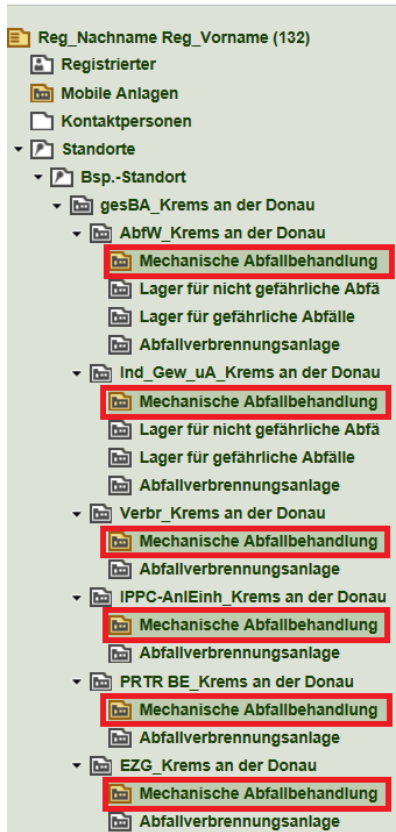 Reg_Nachname Reg_Vorname (132)
Registrierter
Mobile Anlagen
Kontaktpersonen
Standorte
Bsp.-Standort
gesBA_Krems an der Donau
AbfW_Krems an der Donau
Mechanische Abfallbehandlung
Lager für nicht gefährliche Abfä
Lager für gefährliche Abfälle
Abfallverbrennungsanlage
Ind_Gew_uA_Krems an der Donau
Mechanische Abfallbehandlung
Lager für nicht gefährliche Abfä
Lager für gefährliche Abfälle
Abfallverbrennungsanlage
Verbr_Krems an der Donau
Mechanische Abfallbehandlung
Abfallverbrennungsanlage
IPPC-AnlEinh_Krems an der Donau
Mechanische Abfallbehandlung
Abfallverbrennungsanlage
PRTR BE_Krems an der Donau
Mechanische Abfallbehandlung
Abfallverbrennungsanlage
EZG_Krems an der Donau
Mechanische Abfallbehandlung
Abfallverbrennungsanlage